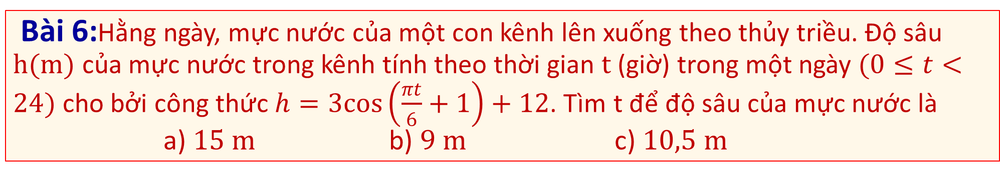 Bài 6:Hằng ngày, mực nước của một con kênh lên xuống theo thủy triều. Độ sâu
h(m) của mực nước trong kênh tính theo thời gian t (giờ) trong một ngày (0 ≤ t <
24) cho bởi công thức h = 3cos(πt/6 + 1) + 12. Tìm t để độ sâu của mực nước là
a) 15 m b) 9 m c) 10,5 m